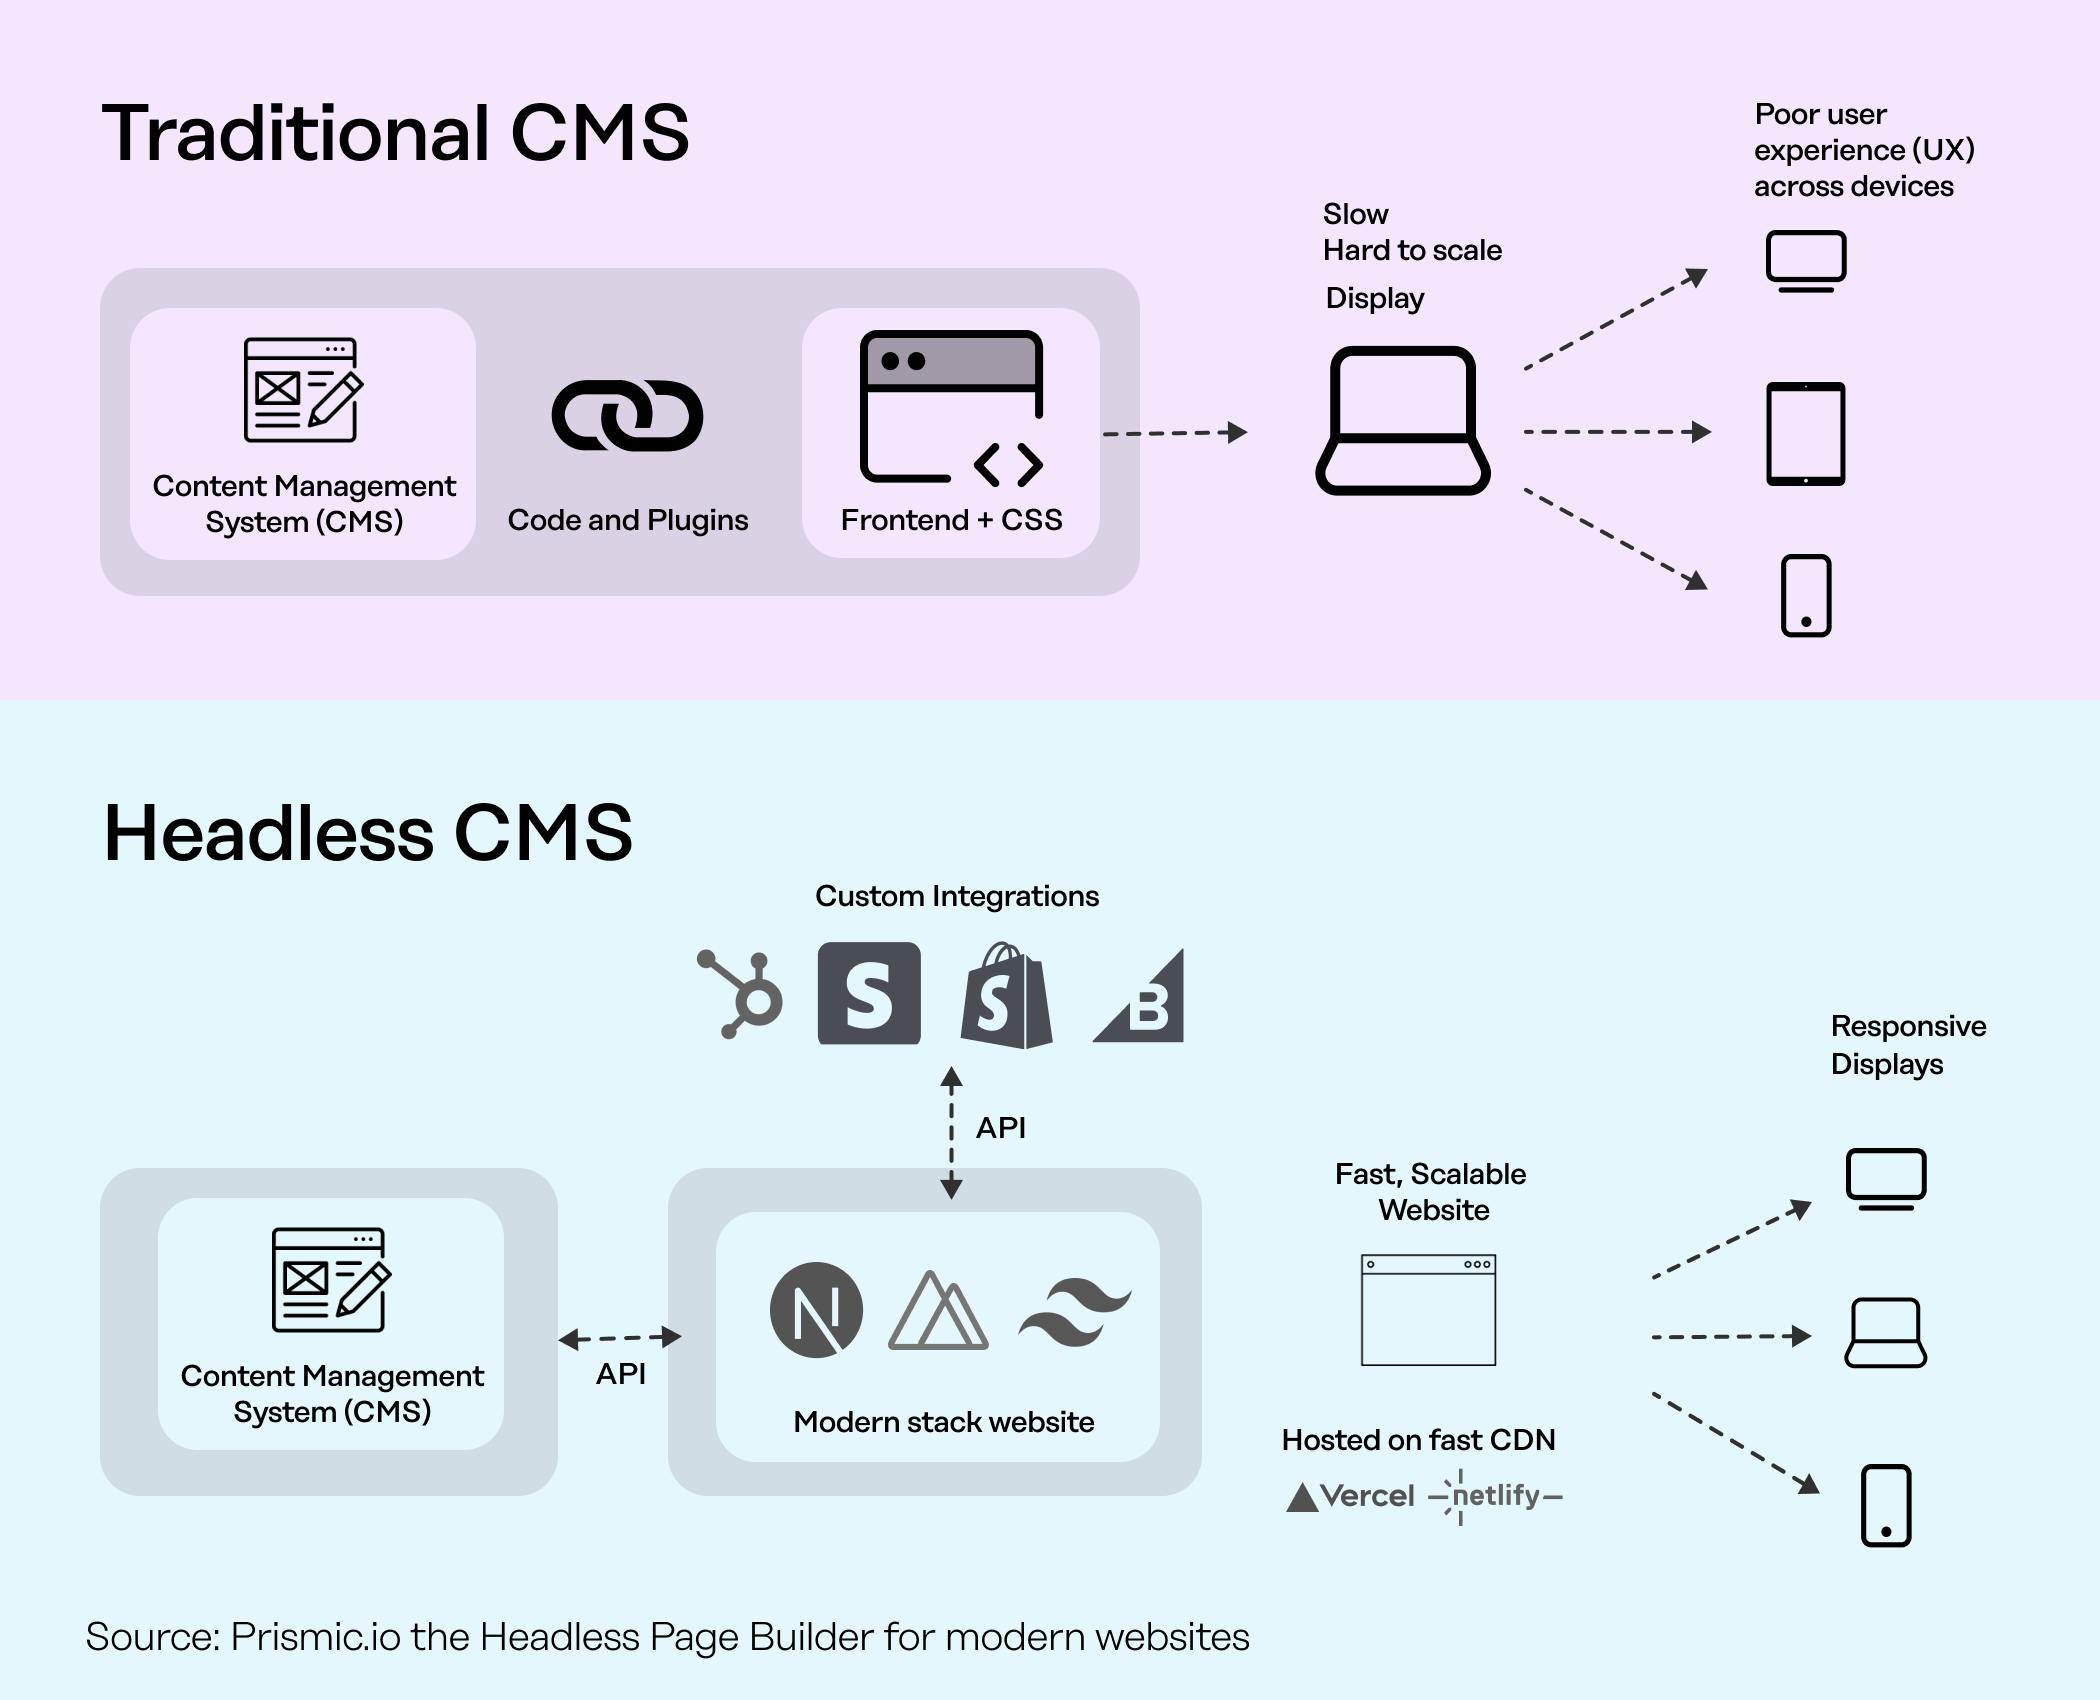 Traditional CMS
Poor user
experience (UX)
across devices
Slow
Hard to scale
Display
Content Management
System (CMS)
Code and Plugins
Frontend + CSS
Headless CMS
Custom Integrations
S
S
B
API
Responsive
Displays
Fast, Scalable
Website
Content Management
System (CMS)
API
N
Modern stack website
Hosted on fast CDN
Vercel
netlify
Source: Prismic.io the Headless Page Builder for modern websites